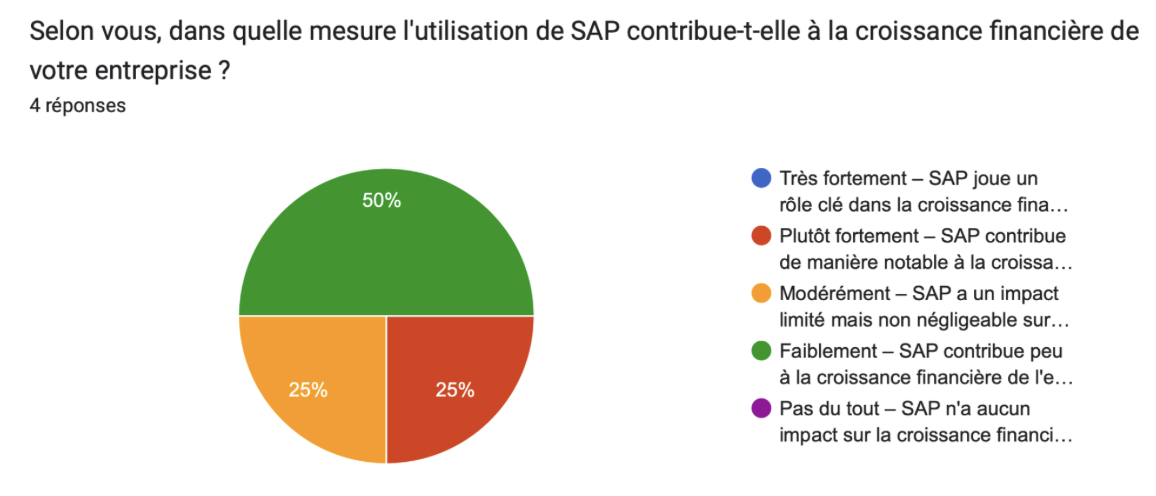 Selon vous, dans quelle mesure l'utilisation de SAP contribue-t-elle à la croissance financière de
votre entreprise ?
4 réponses
50%
25%
25%
Très fortement – SAP joue un
rôle clé dans la croissance fina…
Plutôt fortement – SAP contribue
de manière notable à la croissa…
Modérément – SAP a un impact
limité mais non négligeable sur…
Faiblement – SAP contribue peu
à la croissance financière de l'e…
Pas du tout – SAP n'a aucun
impact sur la croissance financi…